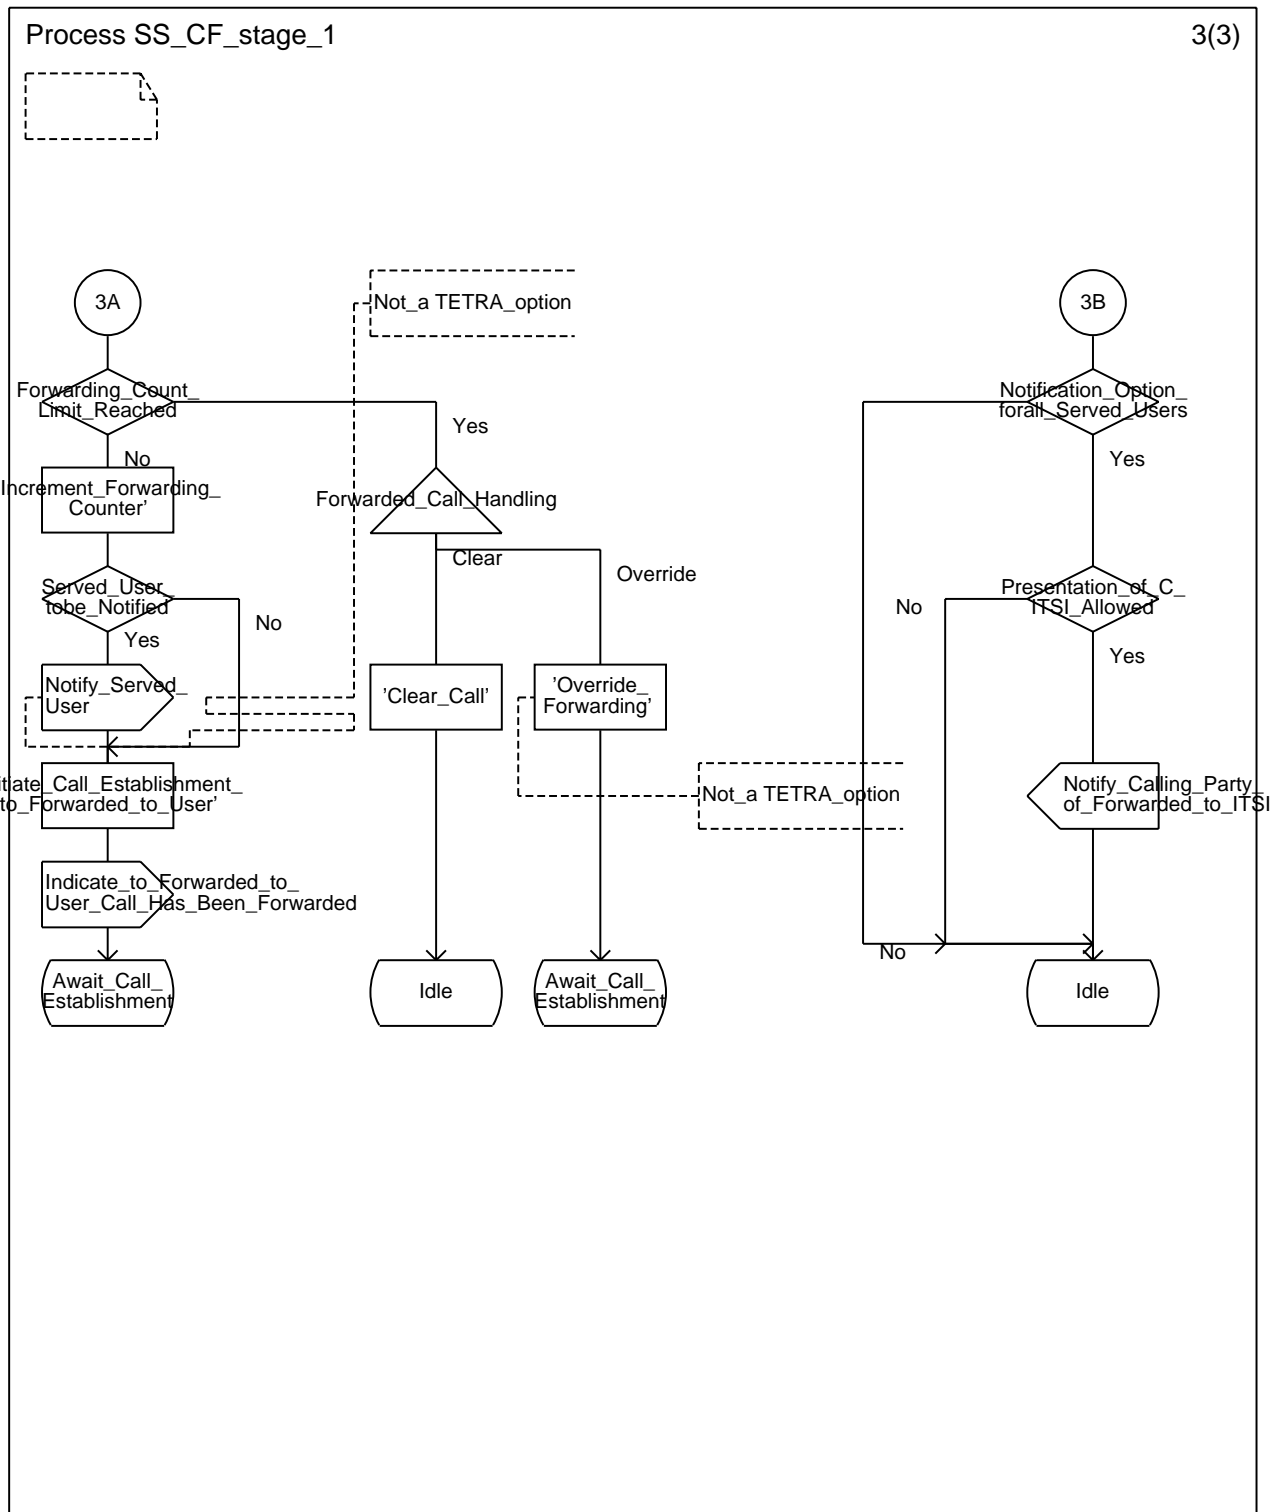 Process SS_CF_stage_1
3(3)
3A
Not_a TETRA_option
3B
Forwarding_Count_
Limit_Reached
Notification_Option_
forall_Served_Users
Yes
No
Yes
Increment_Forwarding_
Counter’
Forwarded_Call_Handling
Clear
Override
Served_User_
tobe_Notified
No
Yes
Presentation_of_C_
ITSI_Allowed
No
Yes
Notify_Served_
User
’Clear_Call’
’Override_
Forwarding’
itiate_Call_Establishment_
to_Forwarded_to_User’
Not_a TETRA_option
Notify_Calling_Party_
of_Forwarded_to_ITSI
Indicate_to_Forwarded_to_
User_Call_Has_Been_Forwarded
No
Await_Call_
Establishment
Idle
Await_Call_
Establishment
Idle